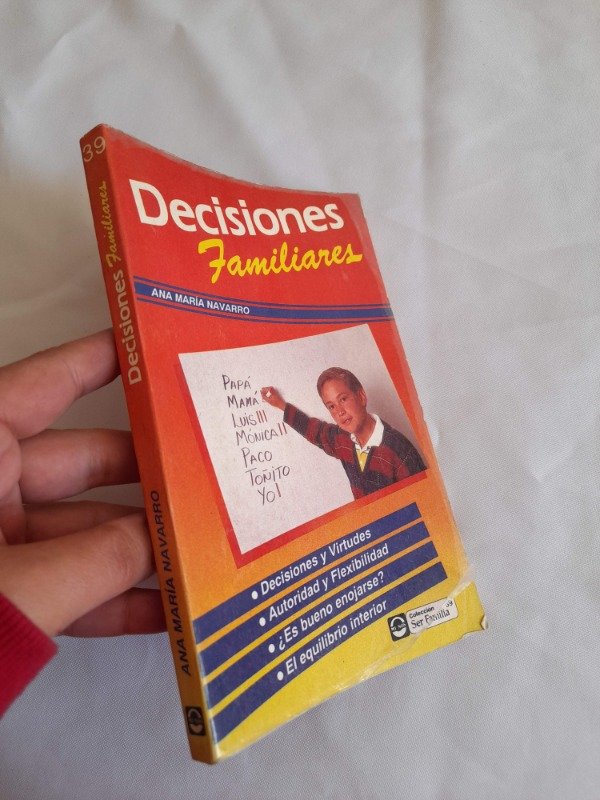 39
Decisiones Familiares
ANA MARÍA NAVARRO
Decisiones
Familiares
ANA MARÍA NAVARRO
PAPÁ
MAMÁ
LUIS III
MÓNICA II
PACO
TOÑITO
YO I
• Decisiones y Virtudes
• Autoridad y Flexibilidad
• ¿Es bueno enojarse?
• El equilibrio interior
Colección 39
Ser Familia